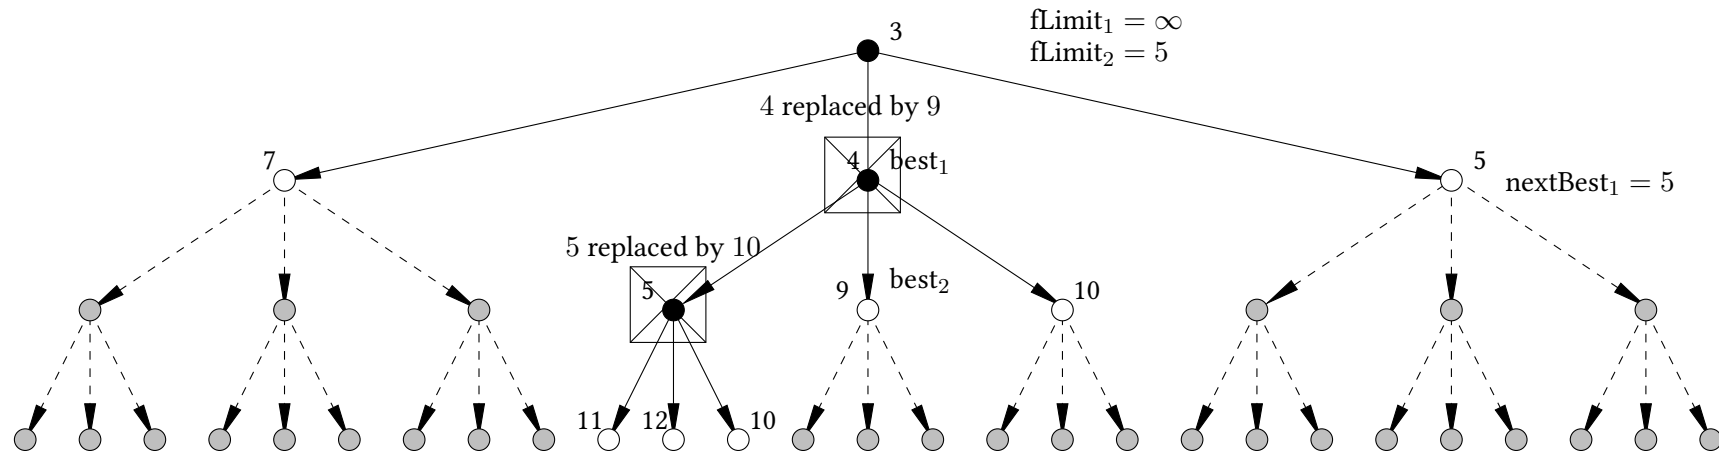 3
fLimit₁ = ∞
fLimit₂ = 5
4 replaced by 9
7
4
best₁
5
nextBest₁ = 5
5 replaced by 10
5
9
best₂
10
11
12
10